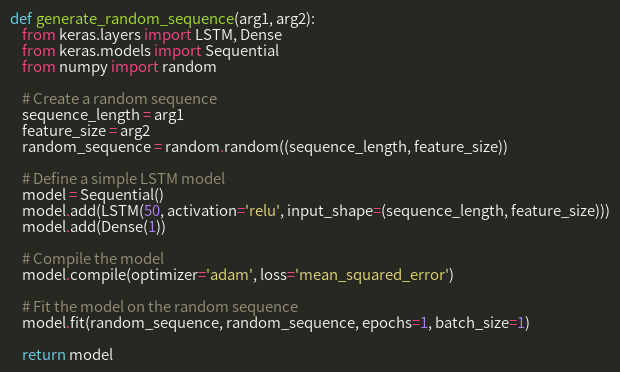 def generate_random_sequence(arg1, arg2):
    from keras.layers import LSTM, Dense
    from keras.models import Sequential
    from numpy import random

    # Create a random sequence
    sequence_length = arg1
    feature_size = arg2
    random_sequence = random.random((sequence_length, feature_size))

    # Define a simple LSTM model
    model = Sequential()
    model.add(LSTM(50, activation='relu', input_shape=(sequence_length, feature_size)))
    model.add(Dense(1))

    # Compile the model
    model.compile(optimizer='adam', loss='mean_squared_error')

    # Fit the model on the random sequence
    model.fit(random_sequence, random_sequence, epochs=1, batch_size=1)

    return model